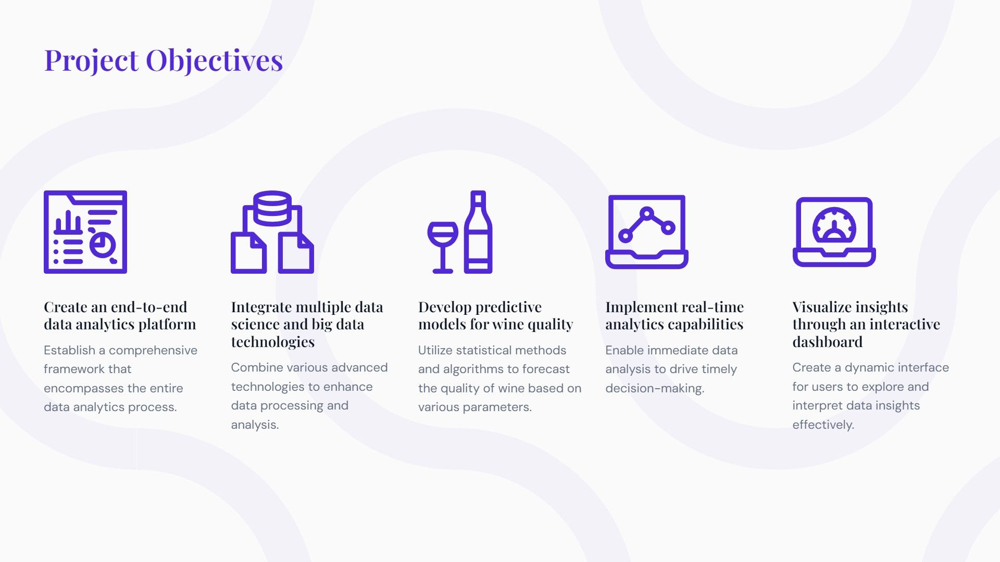 Project Objectives
Create an end-to-end
data analytics platform
Establish a comprehensive
framework that
encompasses the entire
data analytics process.
Integrate multiple data
science and big data
technologies
Combine various advanced
technologies to enhance
data processing and
analysis.
Develop predictive
models for wine quality
Utilize statistical methods
and algorithms to forecast
the quality of wine based on
various parameters.
Implement real-time
analytics capabilities
Enable immediate data
analysis to drive timely
decision-making.
Visualize insights
through an interactive
dashboard
Create a dynamic interface
for users to explore and
interpret data insights
effectively.